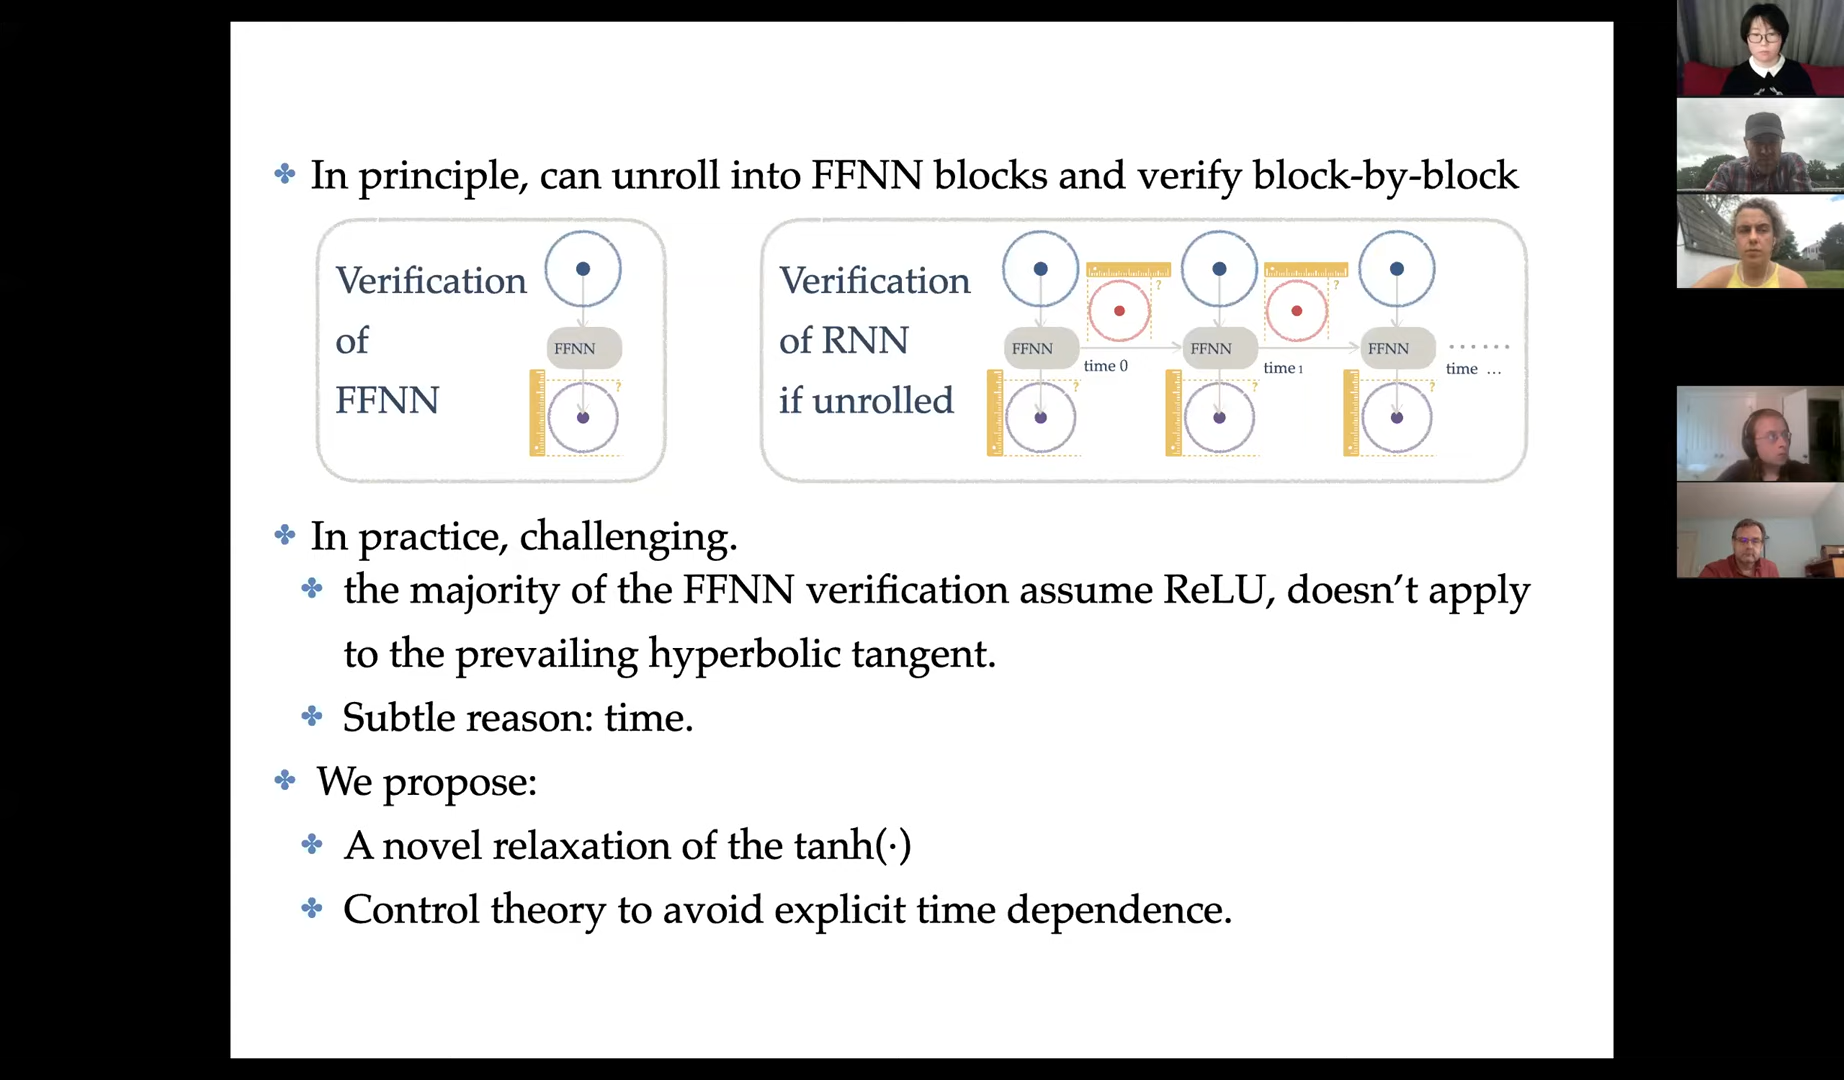 In principle, can unroll into FFNN blocks and verify block-by-block
Verification
of
FFNN
FFNN
?
Verification
of RNN
if unrolled
FFNN
?
FFNN
?
FFNN
time 0
time 1
time ...
?
?
?
In practice, challenging.
the majority of the FFNN verification assume ReLU, doesn't apply
to the prevailing hyperbolic tangent.
Subtle reason: time.
We propose:
A novel relaxation of the tanh(·)
Control theory to avoid explicit time dependence.